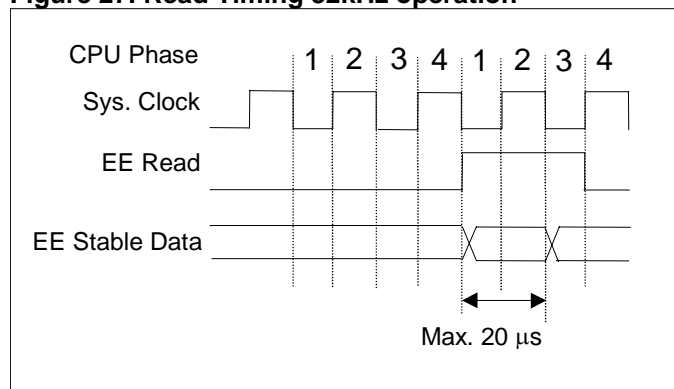 Figure 27. Read Timing 32kHz operation
CPU Phase 1 2 3 4 1 2 3 4
Sys. Clock
EE Read
EE Stable Data
Max. 20 μs